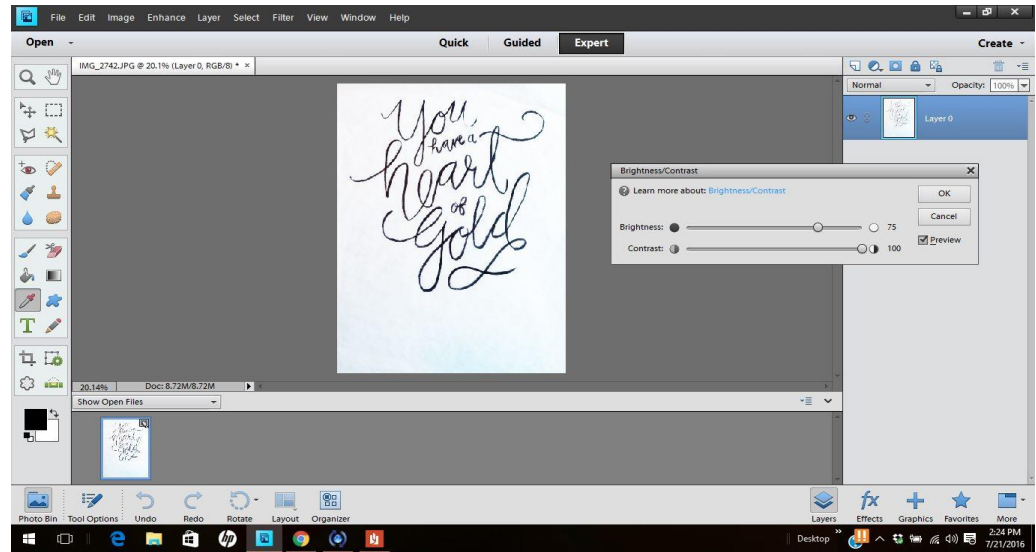 File Edit Image Enhance Layer Select Filter View Window Help
Open Quick Guided Expert Create
IMG_2742.JPG @ 20.1% (Layer 0, RGB/8) * ×
Normal Opacity: 100%
Layer 0
You,
have a
heart
of
Gold
Brightness/Contrast
Learn more about: Brightness/Contrast
OK
Cancel
Brightness: 75
Preview
Contrast: 100
20.14% Doc: 8.72M/8.72M
Show Open Files
Photo Bin Tool Options Undo Redo Rotate Layout Organizer Layers Effects Graphics Favorites More
Desktop 2:24 PM
7/21/2016